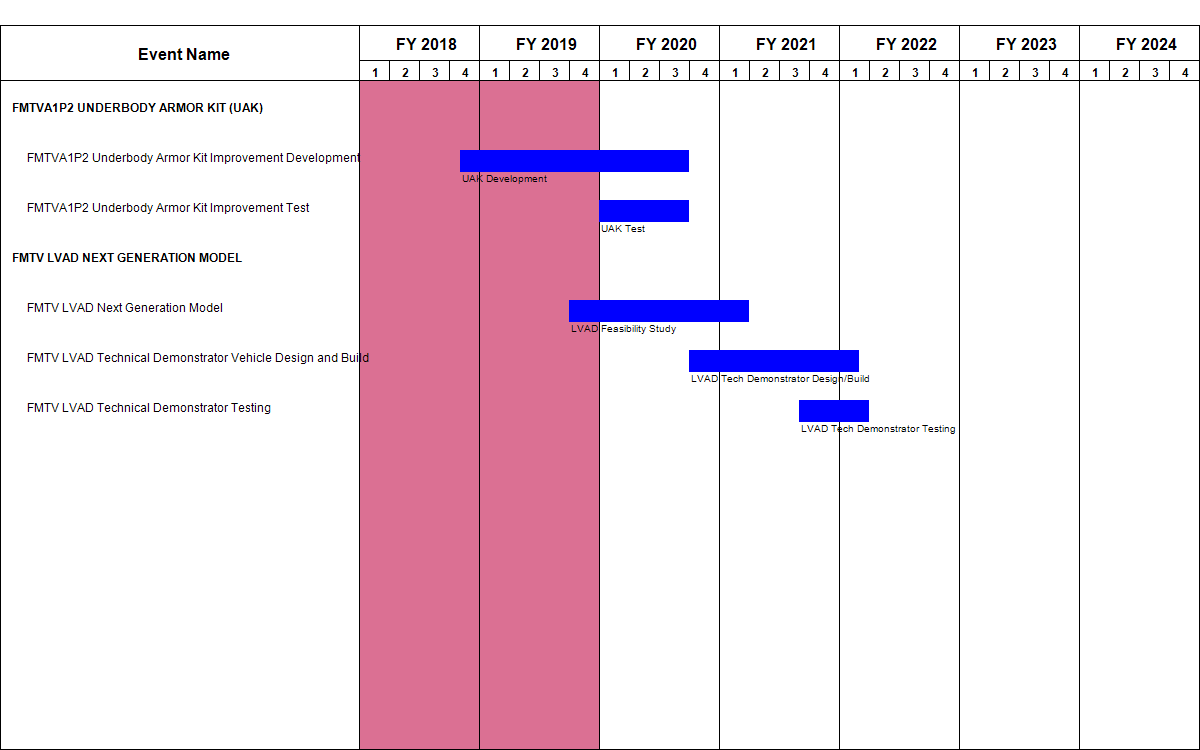 Event Name FY 2018 FY 2019 FY 2020 FY 2021 FY 2022 FY 2023 FY 2024
1 2 3 4 1 2 3 4 1 2 3 4 1 2 3 4 1 2 3 4 1 2 3 4 1 2 3 4
FMTVA1P2 UNDERBODY ARMOR KIT (UAK)
FMTVA1P2 Underbody Armor Kit Improvement Development
UAK Development
FMTVA1P2 Underbody Armor Kit Improvement Test
UAK Test
FMTV LVAD NEXT GENERATION MODEL
FMTV LVAD Next Generation Model
LVAD Feasibility Study
FMTV LVAD Technical Demonstrator Vehicle Design and Build
LVAD Tech Demonstrator Design/Build
FMTV LVAD Technical Demonstrator Testing
LVAD Tech Demonstrator Testing